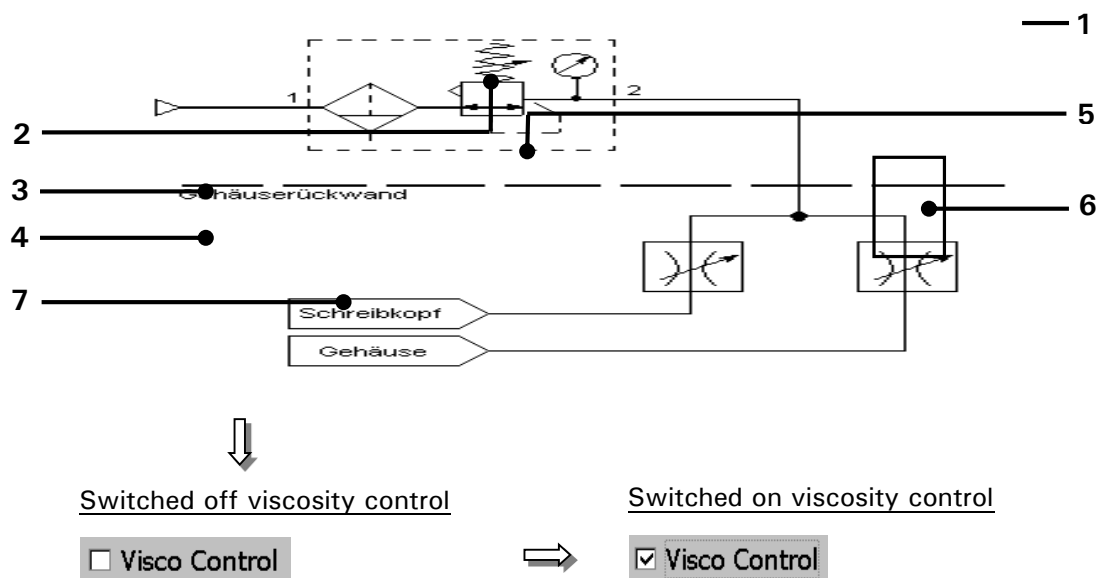 1
1
2
2
5
3
Gehäuserückwand
4
6
7
Schreibkopf
Gehäuse
Switched off viscosity control
Switched on viscosity control
Visco Control
Visco Control